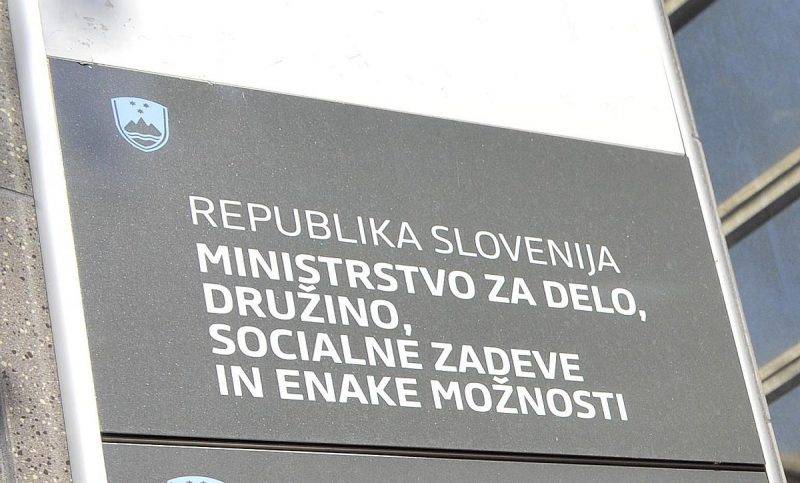 REPUBLIKA SLOVENIJA
MINISTRSTVO ZA DELO,
DRUŽINO,
SOCIALNE ZADEVE
IN ENAKE MOŽNOSTI